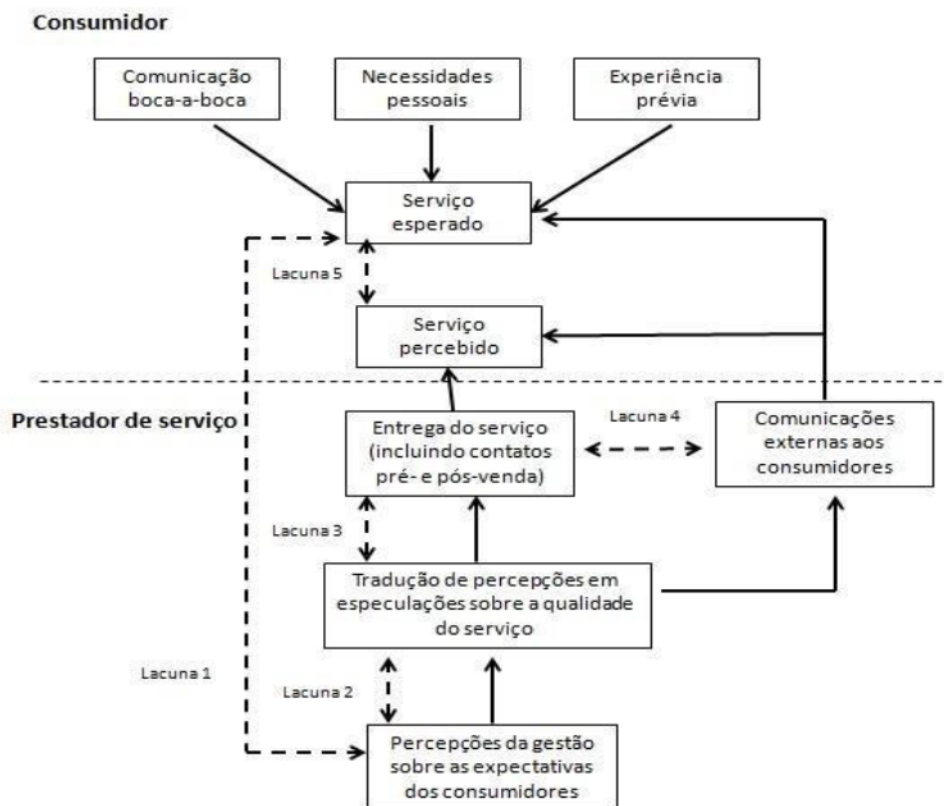 Consumidor
Comunicação
boca-a-boca
Necessidades
pessoais
Experiência
prévia
Serviço
esperado
Lacuna 5
Serviço
percebido
Prestador de serviço
Entrega do serviço
(incluindo contatos
pré- e pós-venda)
Lacuna 4
Comunicações
externas aos
consumidores
Lacuna 3
Tradução de percepções em
especulações sobre a qualidade
do serviço
Lacuna 1
Lacuna 2
Percepções da gestão
sobre as expectativas
dos consumidores